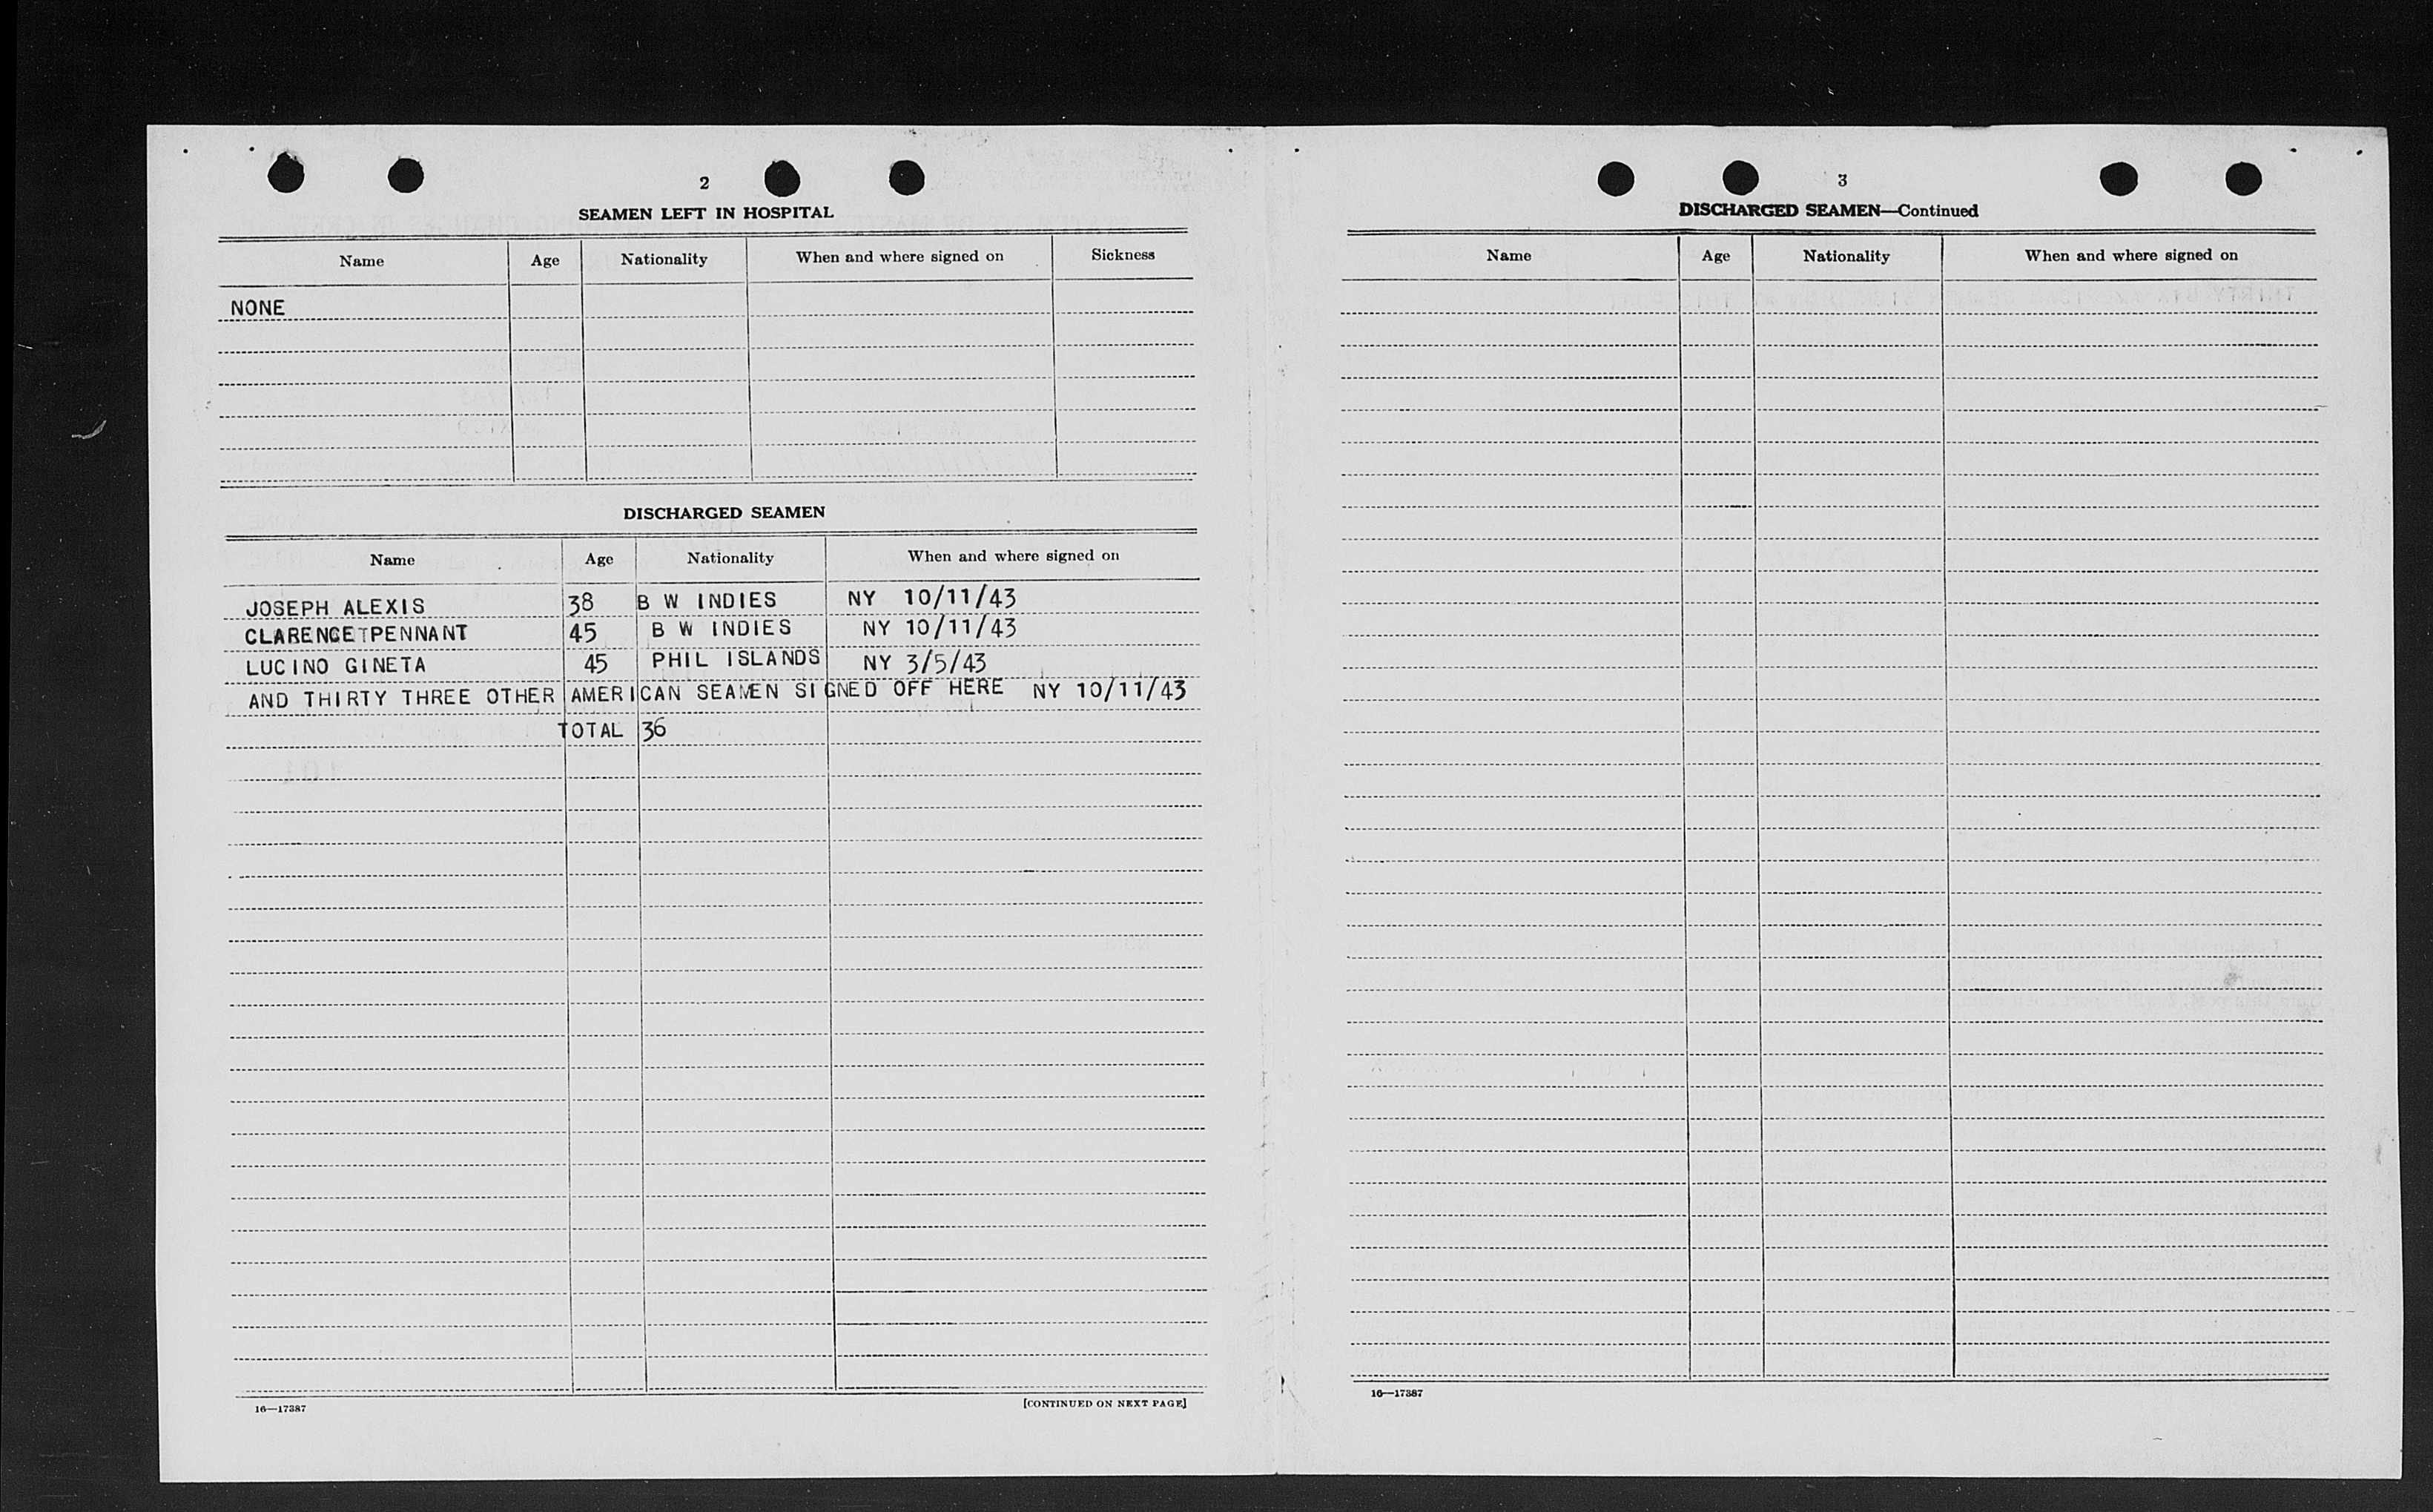 2
SEAMEN LEFT IN HOSPITAL
Name Age Nationality When and where signed on Sickness
NONE
DISCHARGED SEAMEN
Name Age Nationality When and where signed on
JOSEPH ALEXIS 38 B W INDIES NY 10/11/43
CLARENCETPENNANT 45 B W INDIES NY 10/11/43
LUCINO GINETA 45 PHIL ISLANDS NY 3/5/43
AND THIRTY THREE OTHER AMERICAN SEAMEN SIGNED OFF HERE NY 10/11/43
TOTAL 36
16—17387
[CONTINUED ON NEXT PAGE]
3
DISCHARGED SEAMEN—Continued
Name Age Nationality When and where signed on
16—17387